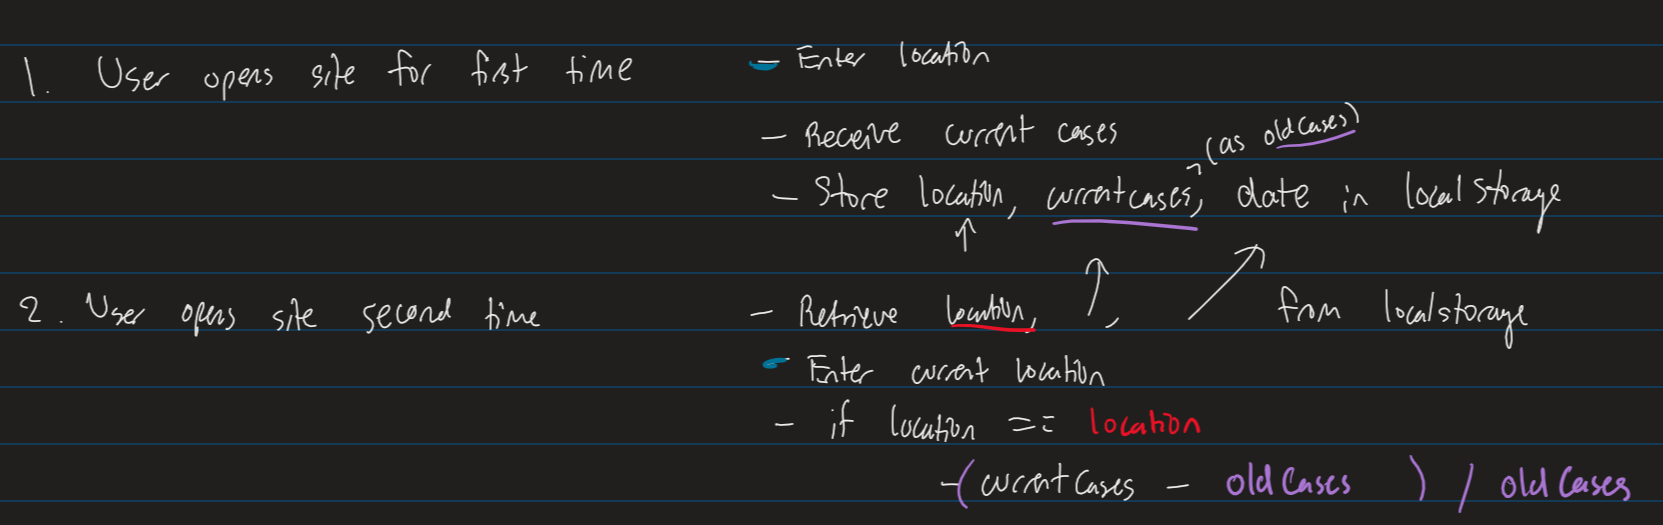 1. User opens site for first time
- Enter location
- Receive current cases
(as oldCases)
- Store location, currentcases, date in localstorage
2. User opens site second time
- Retrieve location, , from localstorage
- Enter current location
- if location == location
- (currentCases - oldCases) / oldCases